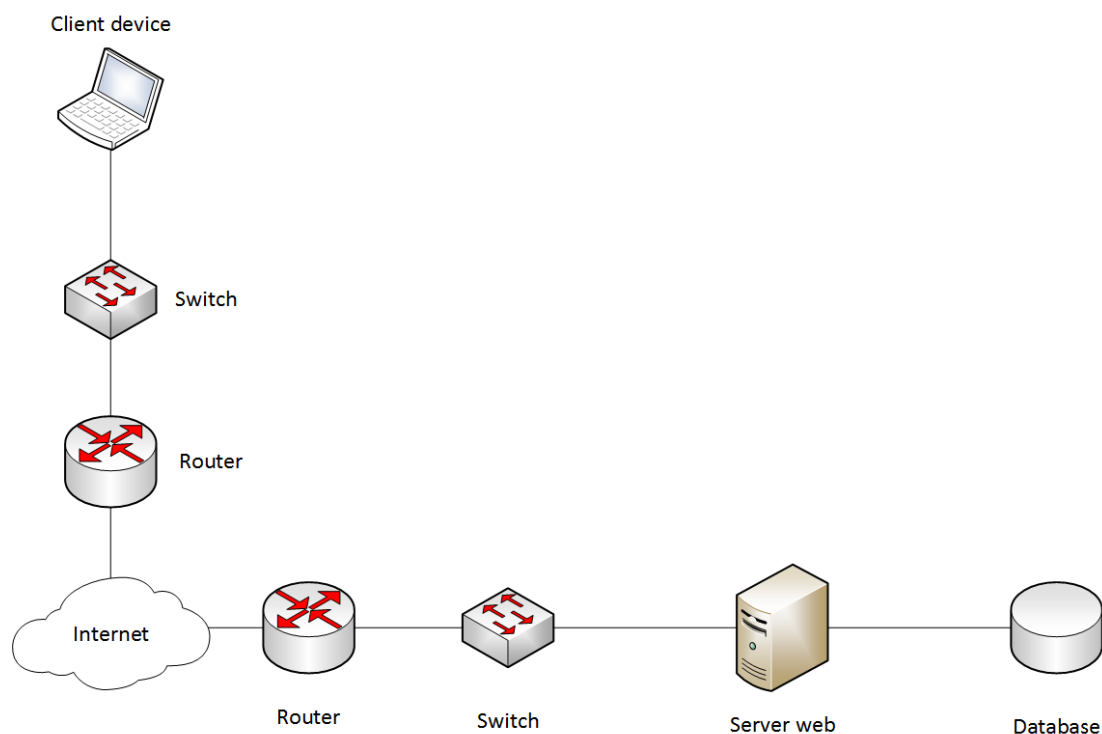 Client device
Switch
Router
Internet
Router
Switch
Server web
Database